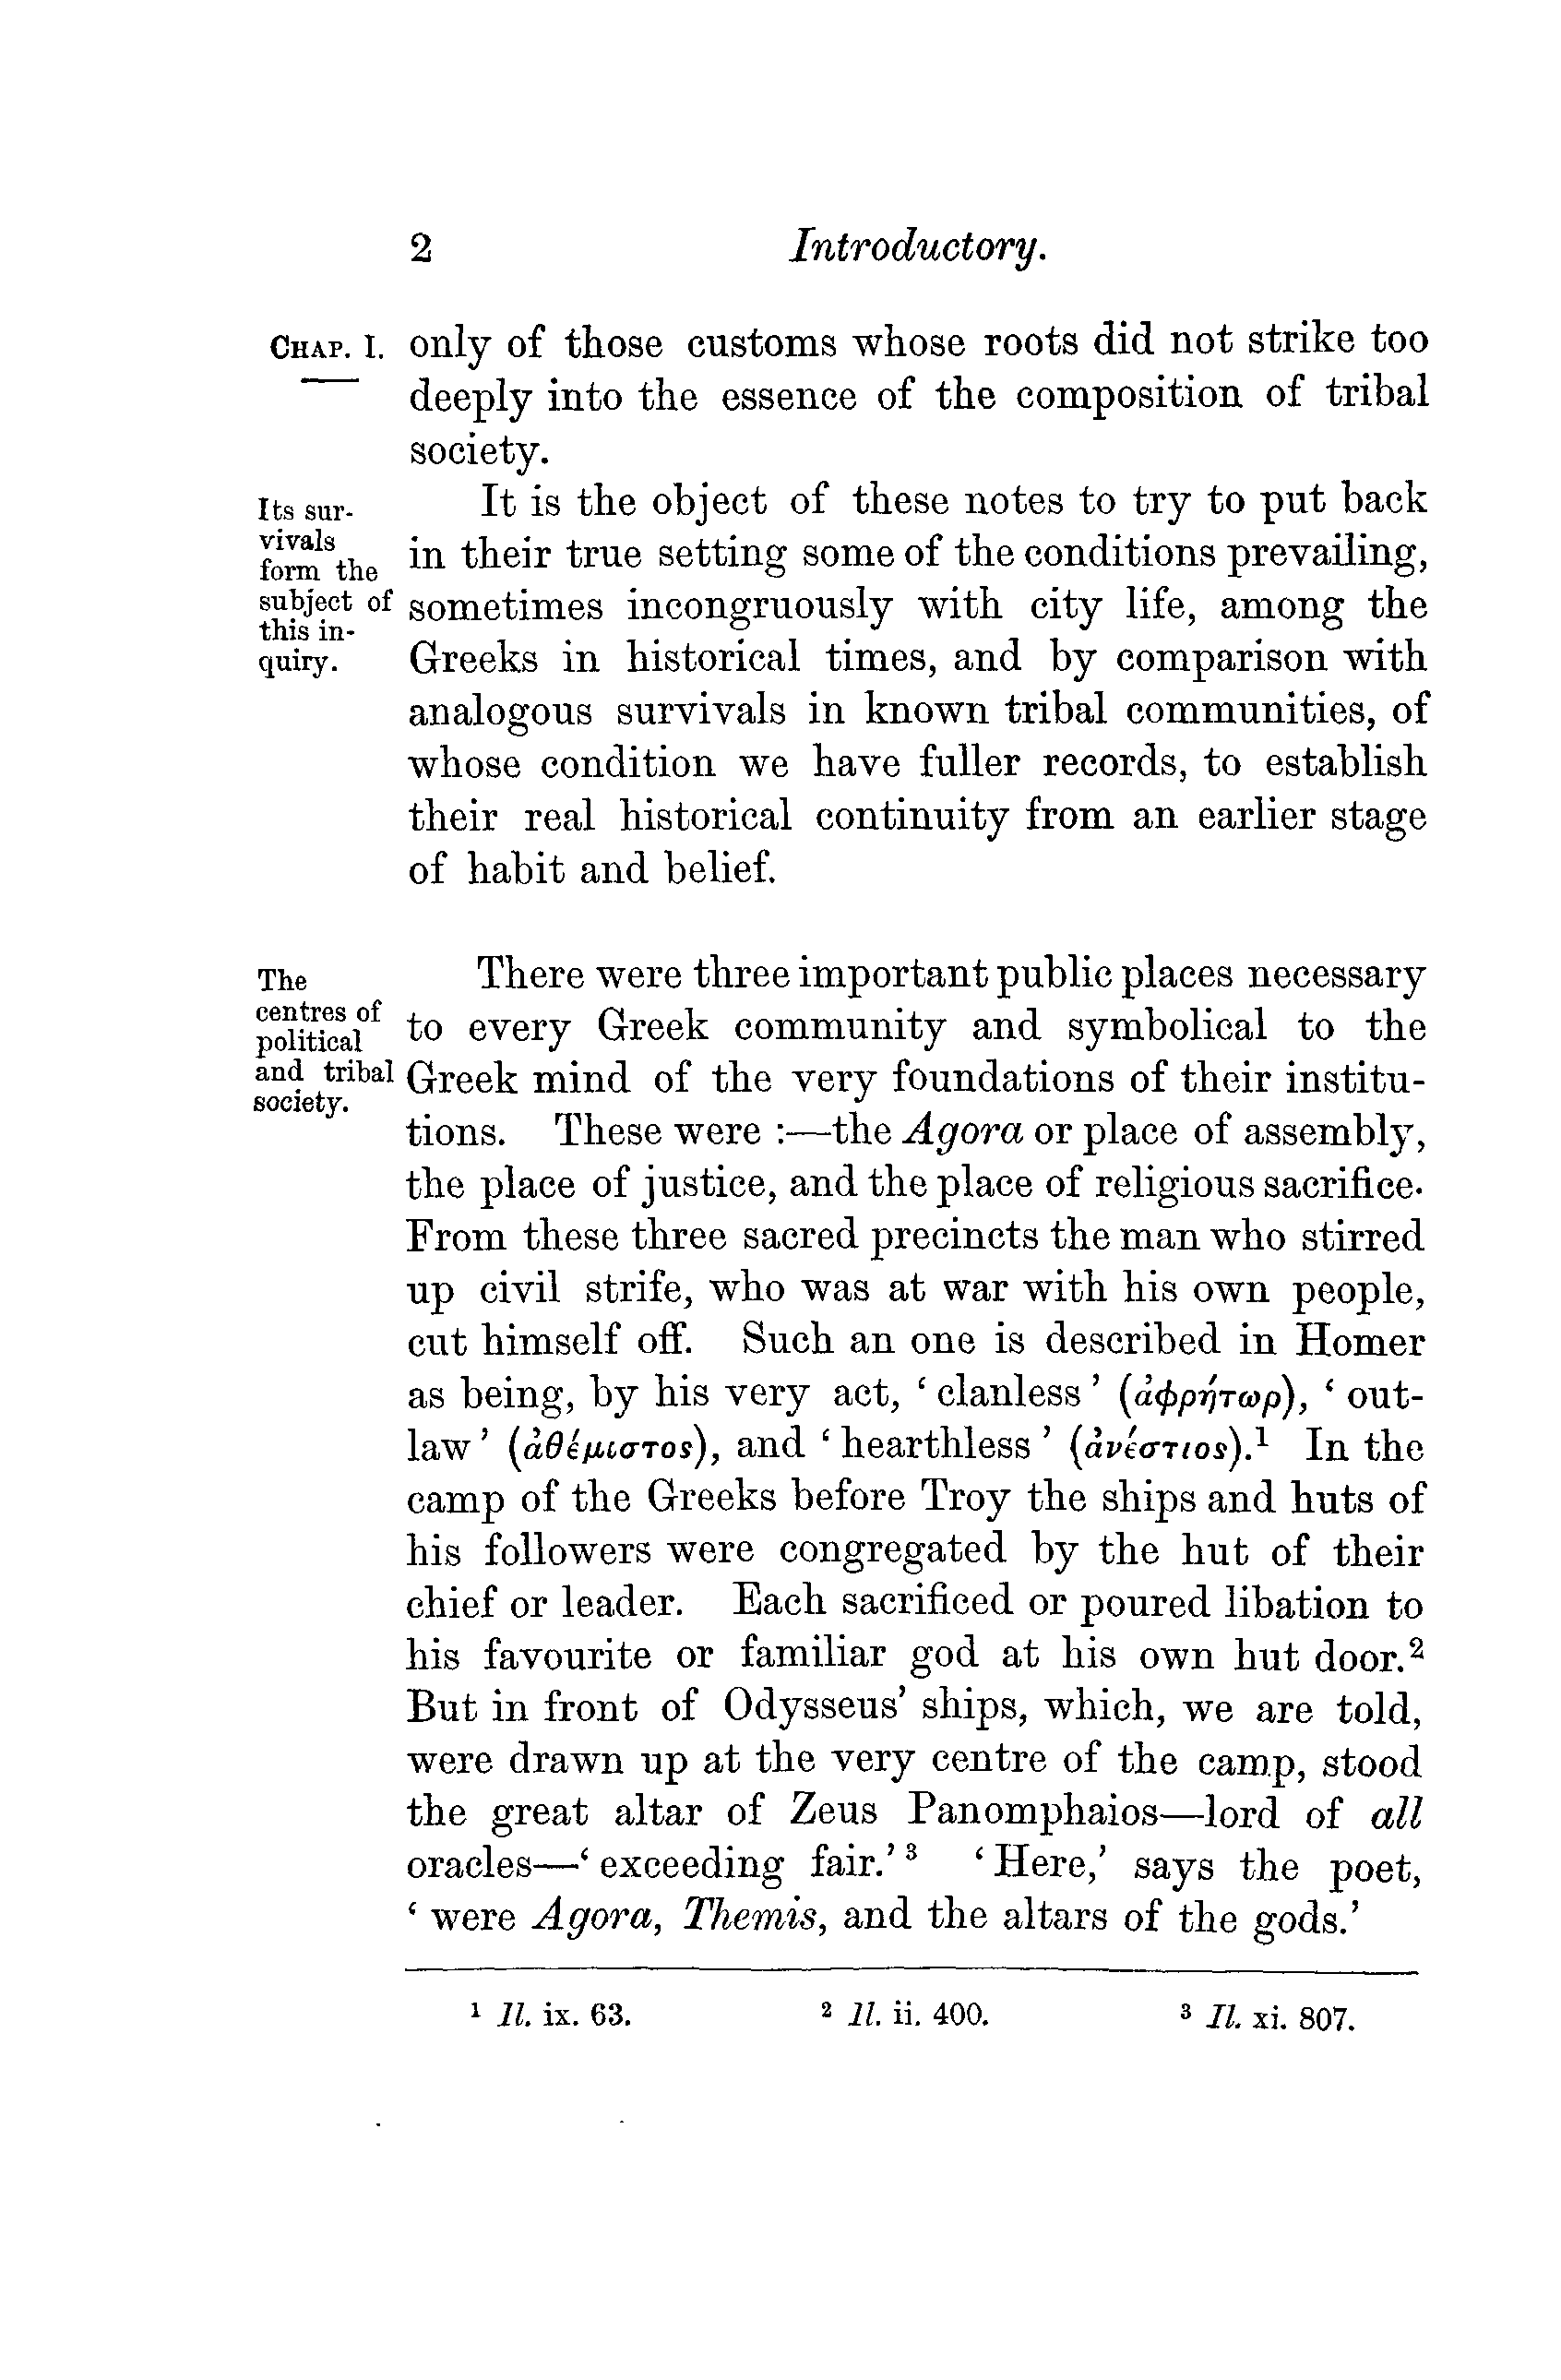 2 Introductory.
CHAP. I.
only of those customs whose roots did not strike too
deeply into the essence of the composition of tribal
society.
Its sur-
vivals
form the
subject of
this in-
quiry.
It is the object of these notes to try to put back
in their true setting some of the conditions prevailing,
sometimes incongruously with city life, among the
Greeks in historical times, and by comparison with
analogous survivals in known tribal communities, of
whose condition we have fuller records, to establish
their real historical continuity from an earlier stage
of habit and belief.
The
centres of
political
and tribal
society.
There were three important public places necessary
to every Greek community and symbolical to the
Greek mind of the very foundations of their institu-
tions. These were :—the Agora or place of assembly,
the place of justice, and the place of religious sacrifice.
From these three sacred precincts the man who stirred
up civil strife, who was at war with his own people,
cut himself off. Such an one is described in Homer
as being, by his very act, ‘ clanless ’ (ἀφρήτωρ), ‘ out-
law ’ (ἀθέμιστος), and ‘ hearthless ’ (ἀνέστιος).¹ In the
camp of the Greeks before Troy the ships and huts of
his followers were congregated by the hut of their
chief or leader. Each sacrificed or poured libation to
his favourite or familiar god at his own hut door.²
But in front of Odysseus’ ships, which, we are told,
were drawn up at the very centre of the camp, stood
the great altar of Zeus Panomphaios—lord of all
oracles—‘ exceeding fair.’ ³ ‘ Here,’ says the poet,
‘ were Agora, Themis, and the altars of the gods.’
¹ Il. ix. 63. ² Il. ii. 400. ³ Il. xi. 807.